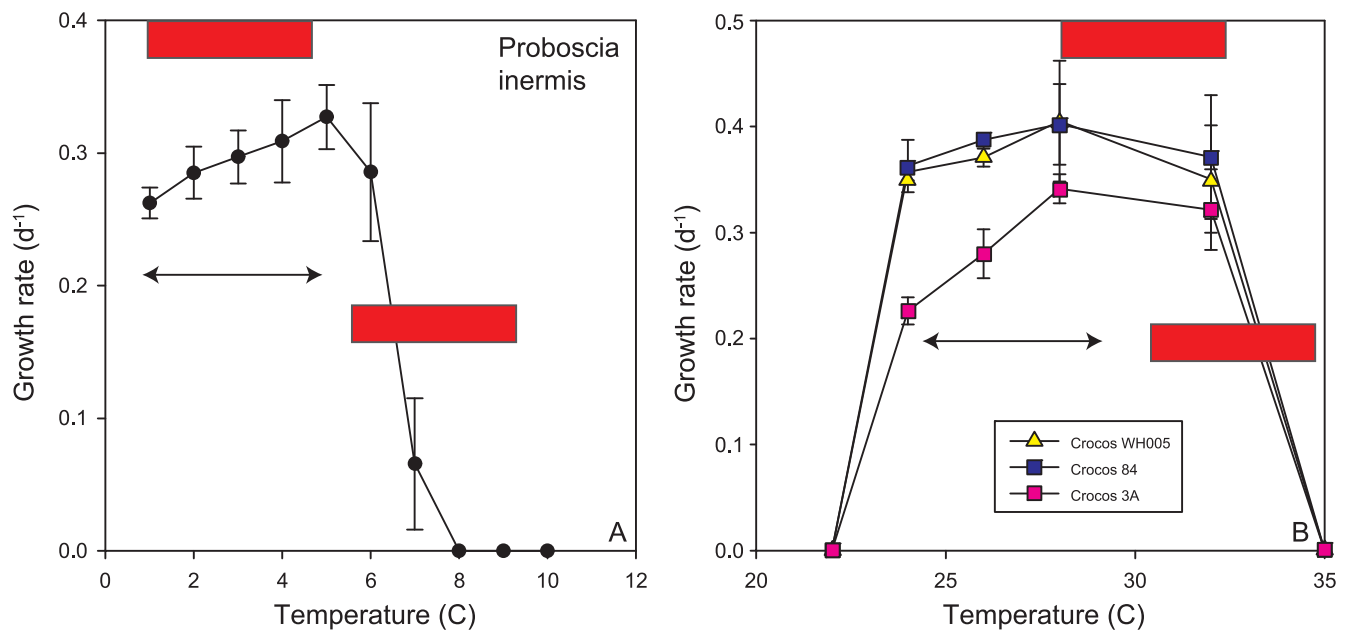 0.4
0.3
0.2
0.1
0.0
Growth rate (d-1)
Proboscia
inermis
A
0 2 4 6 8 10 12
Temperature (C)
0.5
0.4
0.3
0.2
0.1
0.0
Growth rate (d-1)
Crocos WH005
Crocos 84
Crocos 3A
B
20 25 30 35
Temperature (C)